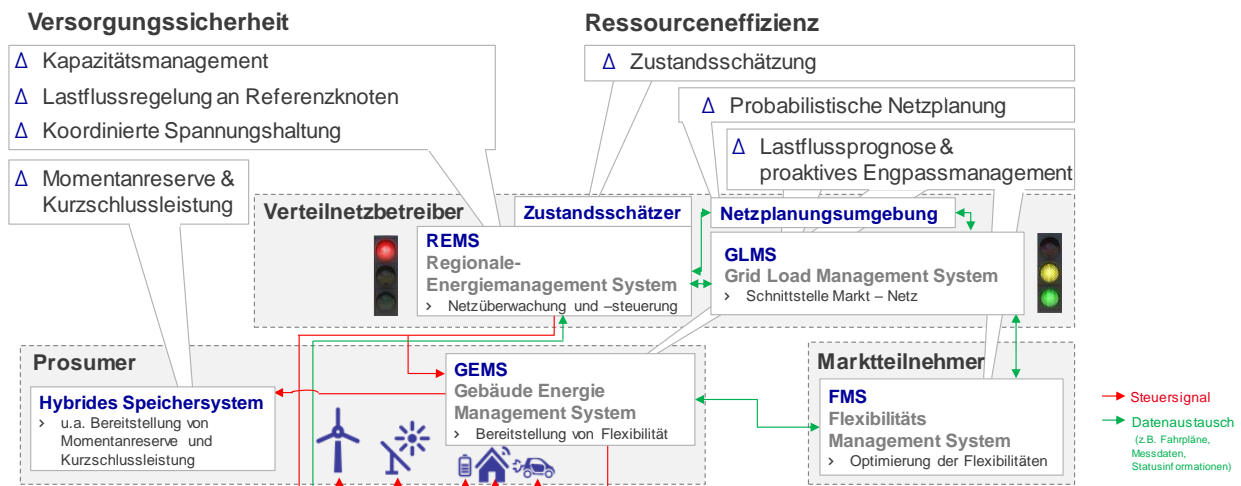 Versorgungssicherheit
Ressourceneffizienz
Δ Kapazitätsmanagement
Δ Lastflussregelung an Referenzknoten
Δ Koordinierte Spannungshaltung
Δ Zustandsschätzung
Δ Probabilistische Netzplanung
Δ Lastflussprognose &
proaktives Engpassmanagement
Δ Momentanreserve &
Kurzschlussleistung
Verteilnetzbetreiber
Zustandsschätzer
Netzplanungsumgebung
REMS
Regionale-
Energiemanagement System
› Netzüberwachung und –steuerung
GLMS
Grid Load Management System
› Schnittstelle Markt – Netz
Prosumer
Hybrides Speichersystem
› u.a. Bereitstellung von
Momentanreserve und
Kurzschlussleistung
GEMS
Gebäude Energie
Management System
› Bereitstellung von Flexibilität
Marktteilnehmer
FMS
Flexibilitäts
Management System
› Optimierung der Flexibilitäten
Steuersignal
Datenaustausch
(z.B. Fahrpläne,
Messdaten,
Statusinformationen)